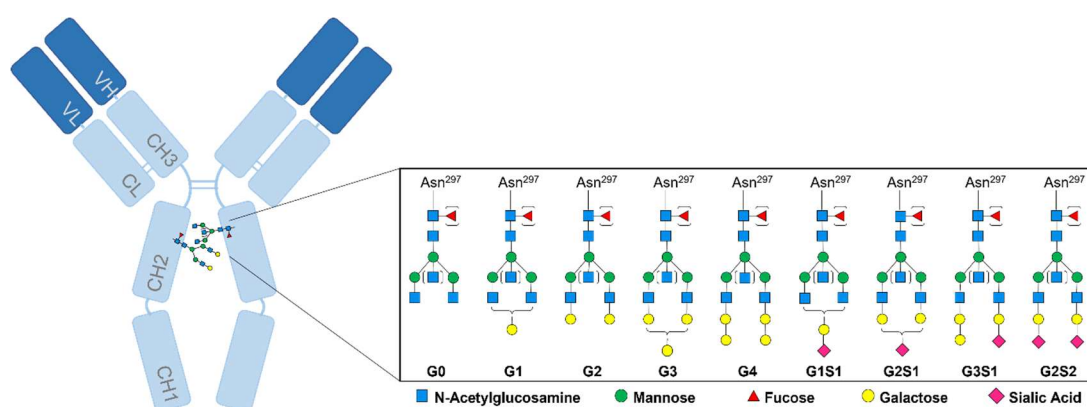 VH
VL
CH3
CL
CH2
CH1
Asn²⁹⁷ Asn²⁹⁷ Asn²⁹⁷ Asn²⁹⁷ Asn²⁹⁷ Asn²⁹⁷ Asn²⁹⁷ Asn²⁹⁷ Asn²⁹⁷
G0 G1 G2 G3 G4 G1S1 G2S1 G3S1 G2S2
N-Acetylglucosamine Mannose Fucose Galactose Sialic Acid